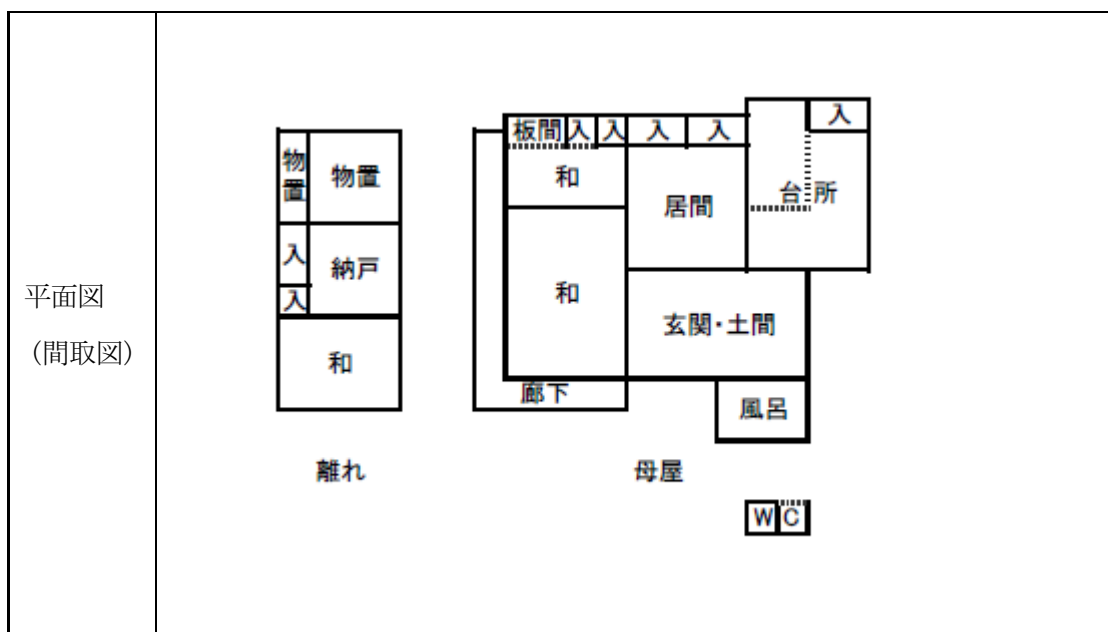 平面図
（間取図）
物置
物置
入
納戸
入
和
離れ
板間
入
入
入
入
入
和
居間
台所
和
玄関・土間
廊下
風呂
母屋
W C